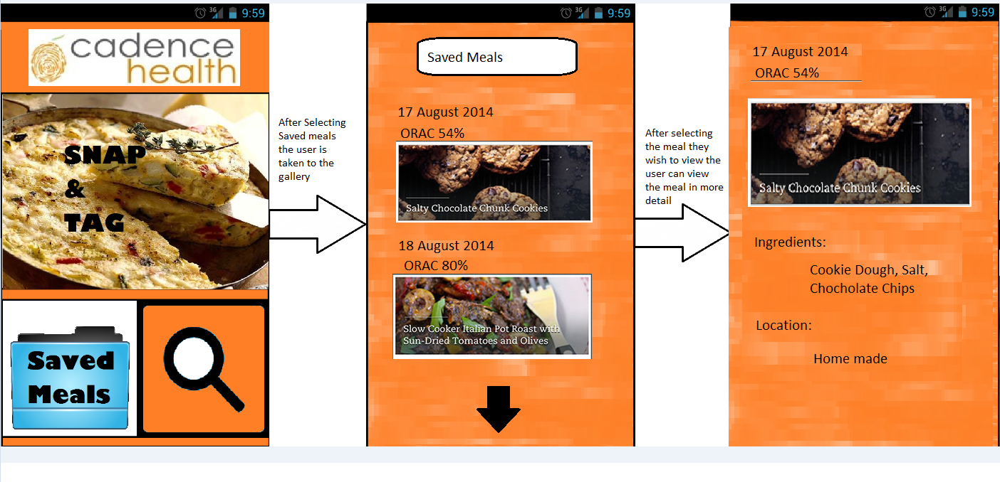 3G 9:59
cadence
health
SNAP
&
TAG
Saved
Meals
After Selecting
Saved meals
the user is
taken to the
gallery
3G 9:59
Saved Meals
17 August 2014
ORAC 54%
Salty Chocolate Chunk Cookies
18 August 2014
ORAC 80%
Slow Cooker Italian Pot Roast with
Sun-Dried Tomatoes and Olives
After selecting
the meal they
wish to view the
user can view
the meal in more
detail
3G 9:59
17 August 2014
ORAC 54%
Salty Chocolate Chunk Cookies
Ingredients:
Cookie Dough, Salt,
Chocholate Chips
Location:
Home made